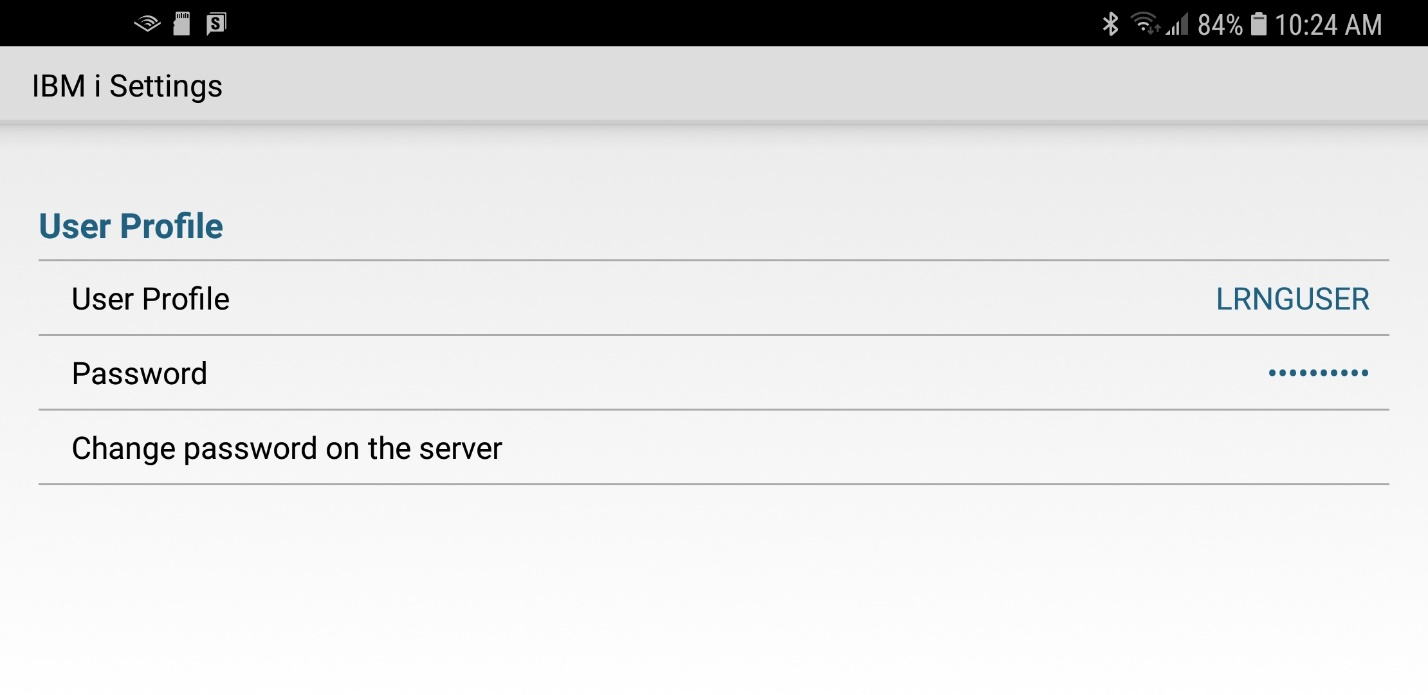 84% 10:24 AM
IBM i Settings
User Profile
User Profile LRNGUSER
Password ••••••••••
Change password on the server